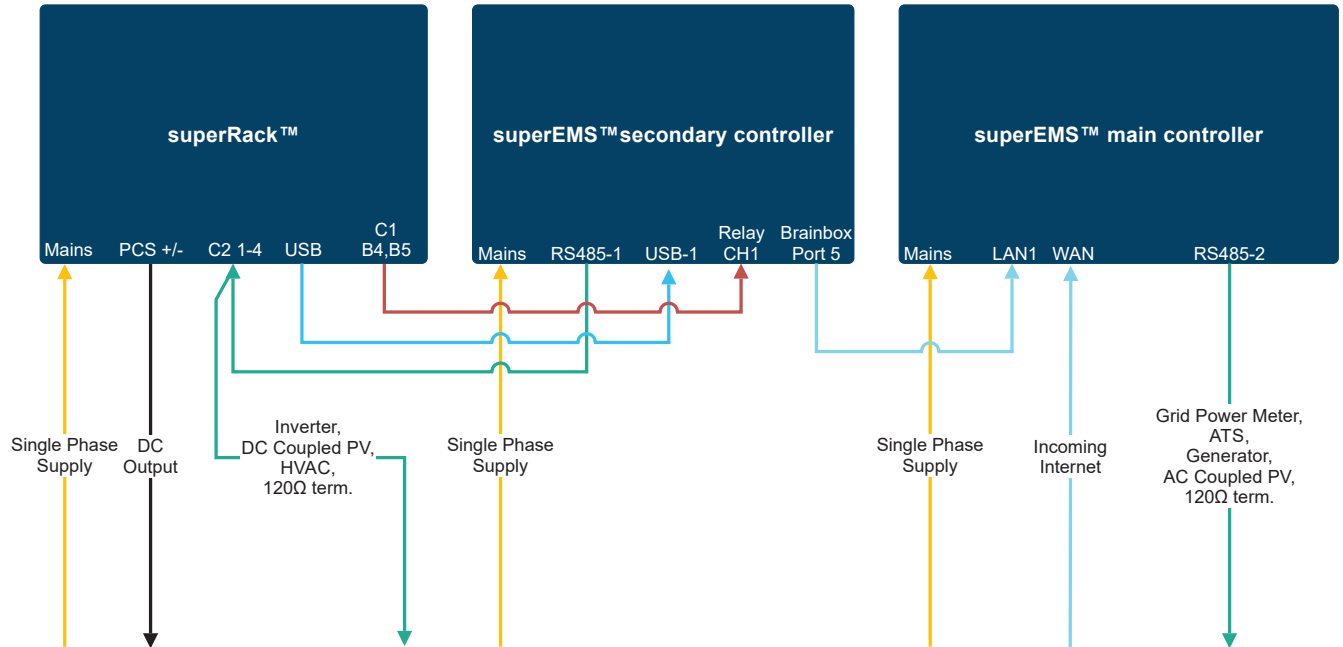 superRack™
superEMS™secondary controller
superEMS™ main controller
Mains
PCS +/-
C2 1-4
USB
C1
B4,B5
Mains
RS485-1
USB-1
Relay
CH1
Brainbox
Port 5
Mains
LAN1
WAN
RS485-2
Single Phase
Supply
DC
Output
Inverter,
DC Coupled PV,
HVAC,
120Ω term.
Single Phase
Supply
Single Phase
Supply
Incoming
Internet
Grid Power Meter,
ATS,
Generator,
AC Coupled PV,
120Ω term.